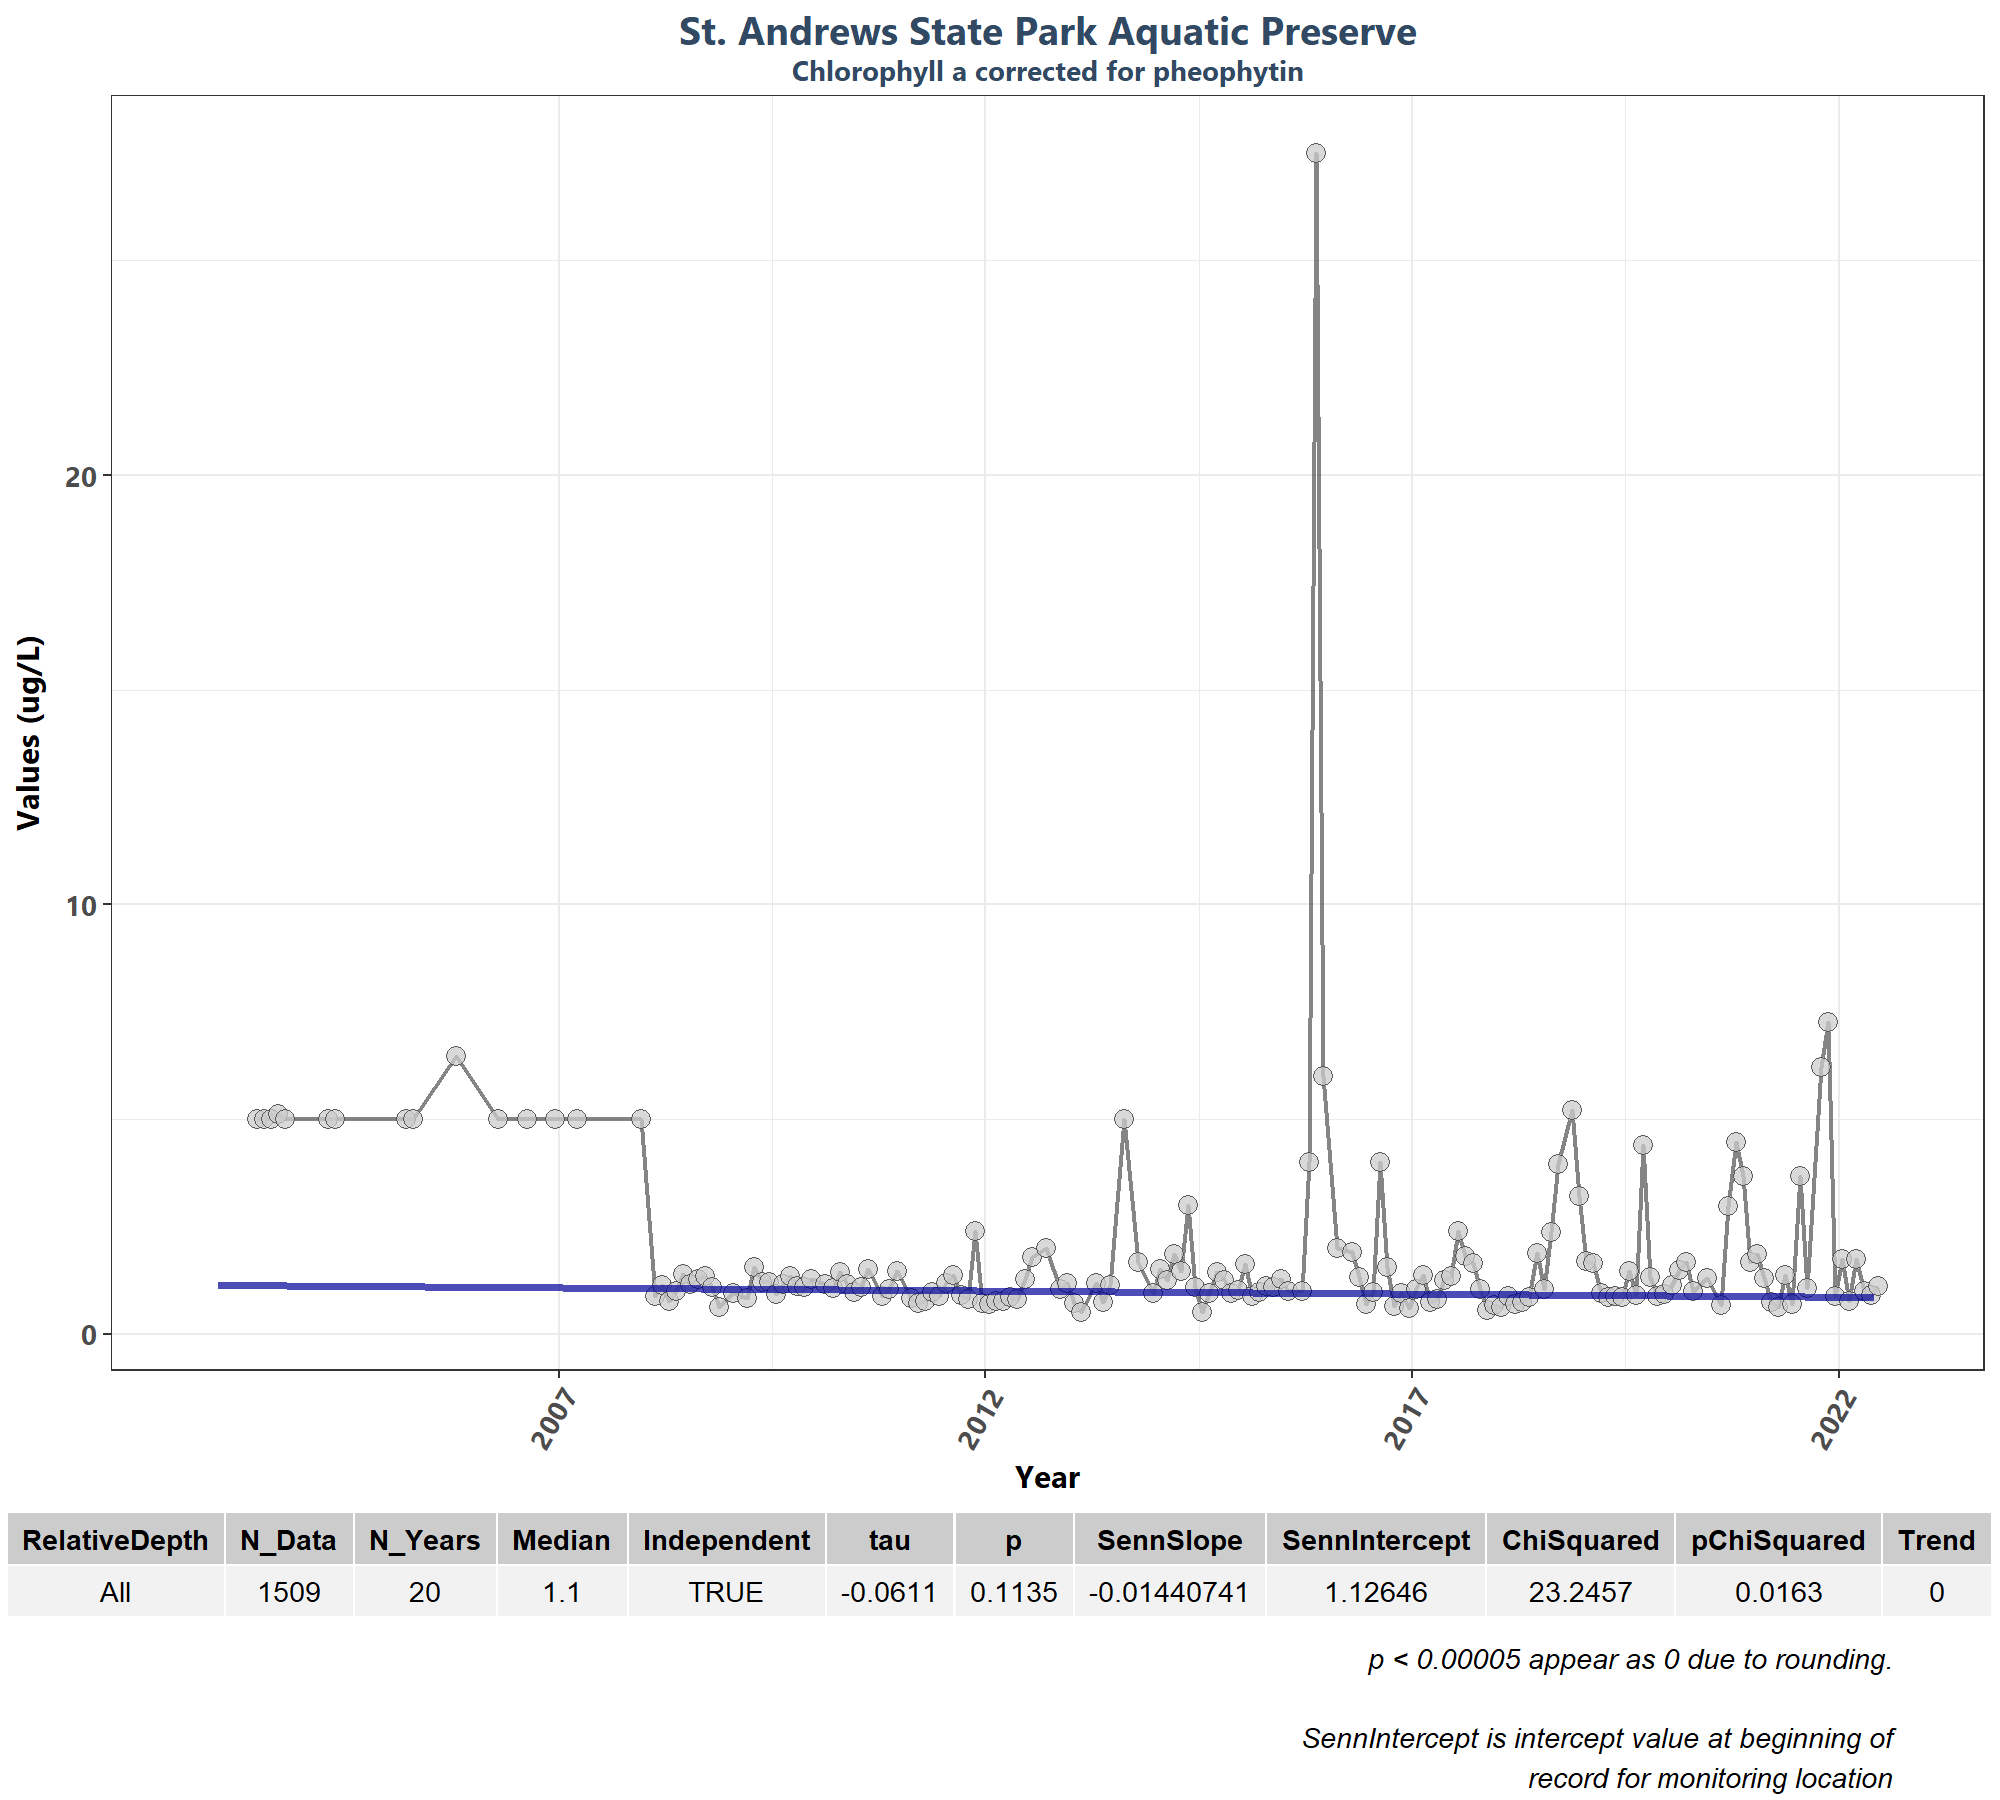 St. Andrews State Park Aquatic Preserve
Chlorophyll a corrected for pheophytin
Values (ug/L)
20
10
0
2007
2012
2017
2022
Year
RelativeDepth N_Data N_Years Median Independent tau p SennSlope SennIntercept ChiSquared pChiSquared Trend
All 1509 20 1.1 TRUE -0.0611 0.1135 -0.01440741 1.12646 23.2457 0.0163 0
p < 0.00005 appear as 0 due to rounding.
SennIntercept is intercept value at beginning of
record for monitoring location